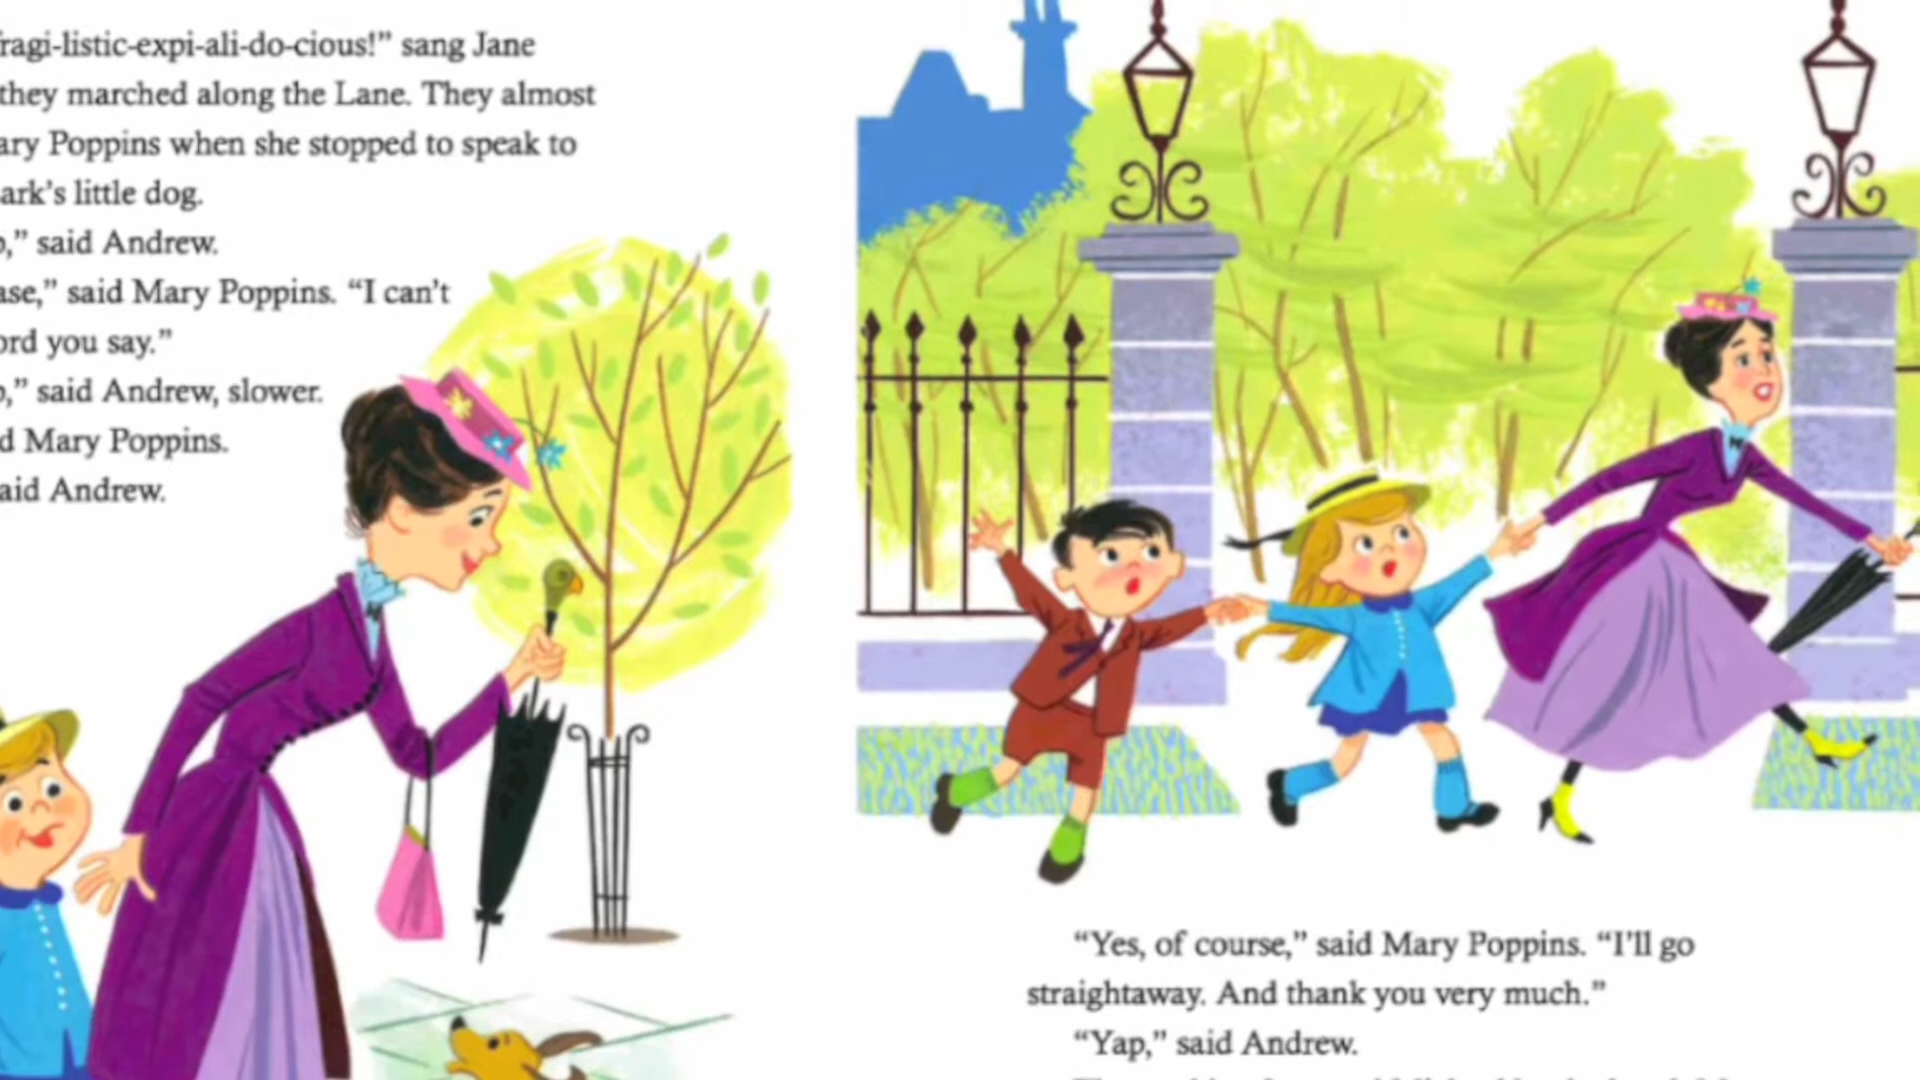 ragi-listic-expi-ali-do-cious!” sang Jane
they marched along the Lane. They almost
ary Poppins when she stopped to speak to
ark’s little dog.
,” said Andrew.
ase,” said Mary Poppins. “I can’t
ord you say.”
,” said Andrew, slower.
d Mary Poppins.
aid Andrew.
“Yes, of course,” said Mary Poppins. “I’ll go
straightaway. And thank you very much.”
“Yap,” said Andrew.